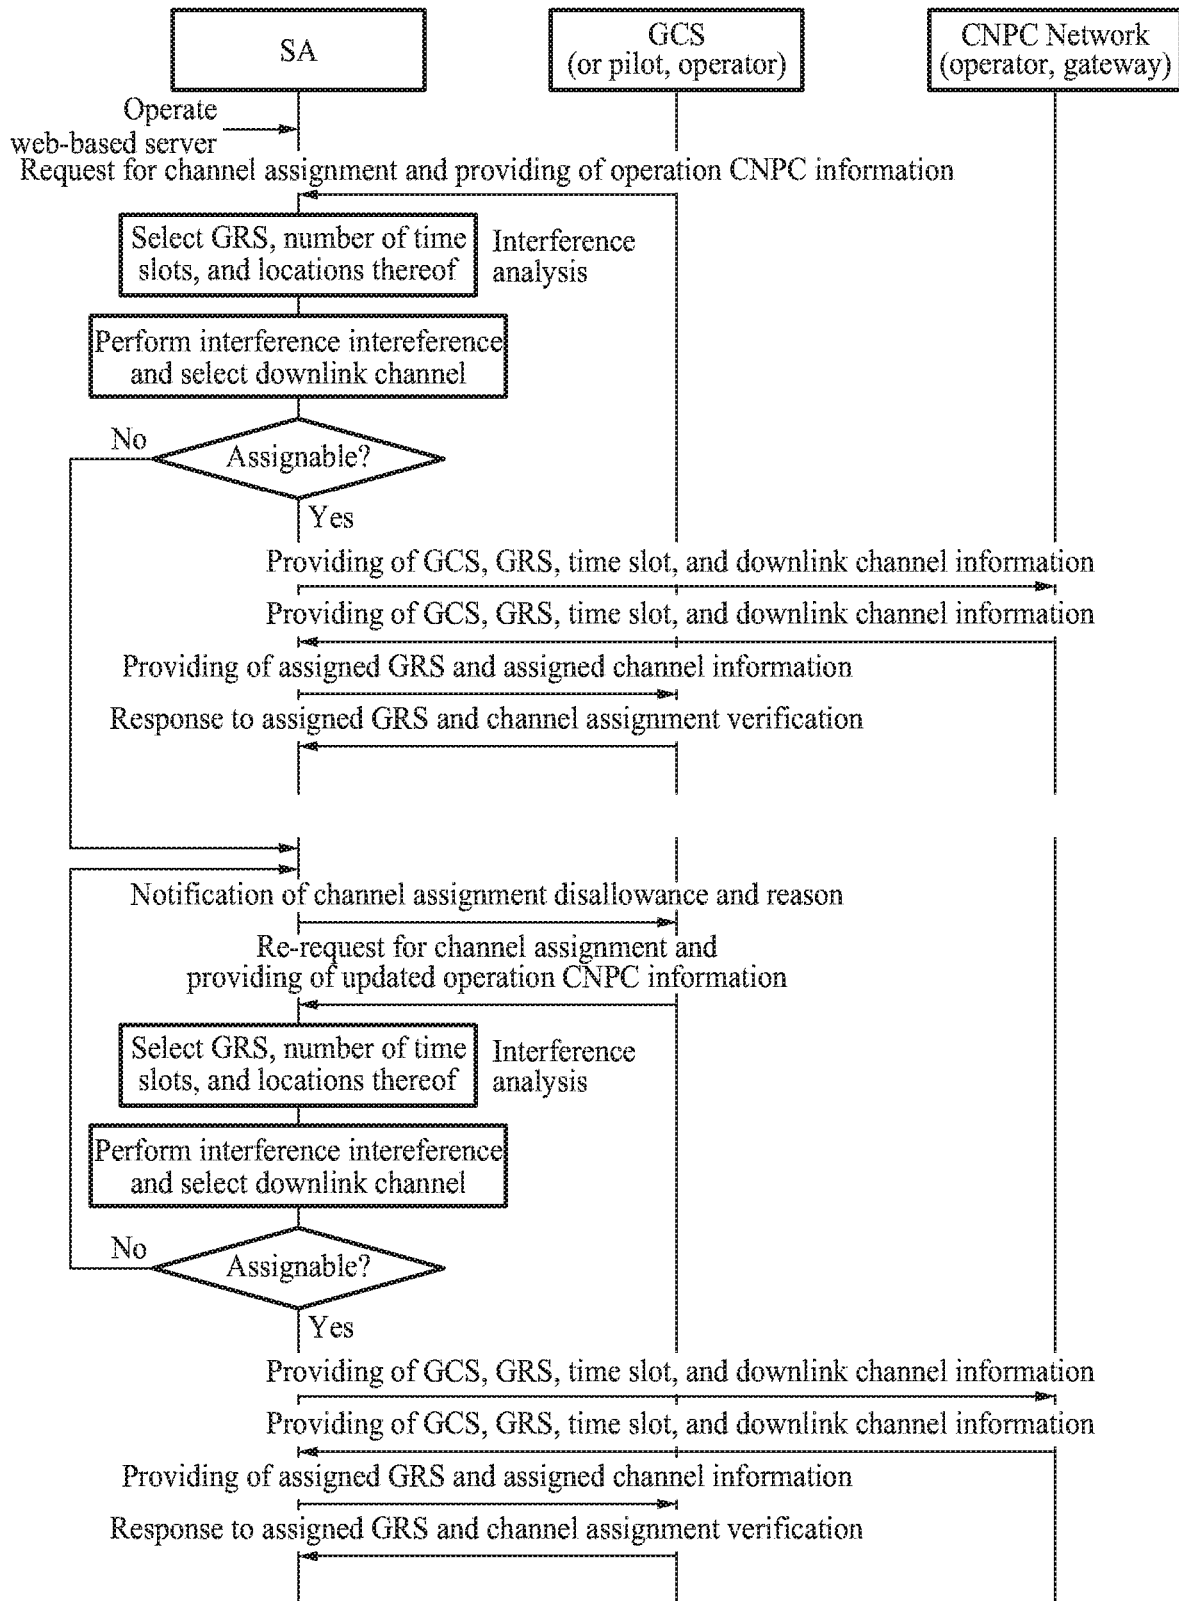 SA
GCS
(or pilot, operator)
CNPC Network
(operator, gateway)
Operate
web-based server
Request for channel assignment and providing of operation CNPC information
Select GRS, number of time
slots, and locations thereof
Interference
analysis
Perform interference intereference
and select downlink channel
No
Assignable?
Yes
Providing of GCS, GRS, time slot, and downlink channel information
Providing of GCS, GRS, time slot, and downlink channel information
Providing of assigned GRS and assigned channel information
Response to assigned GRS and channel assignment verification
Notification of channel assignment disallowance and reason
Re-request for channel assignment and
providing of updated operation CNPC information
Select GRS, number of time
slots, and locations thereof
Interference
analysis
Perform interference intereference
and select downlink channel
No
Assignable?
Yes
Providing of GCS, GRS, time slot, and downlink channel information
Providing of GCS, GRS, time slot, and downlink channel information
Providing of assigned GRS and assigned channel information
Response to assigned GRS and channel assignment verification